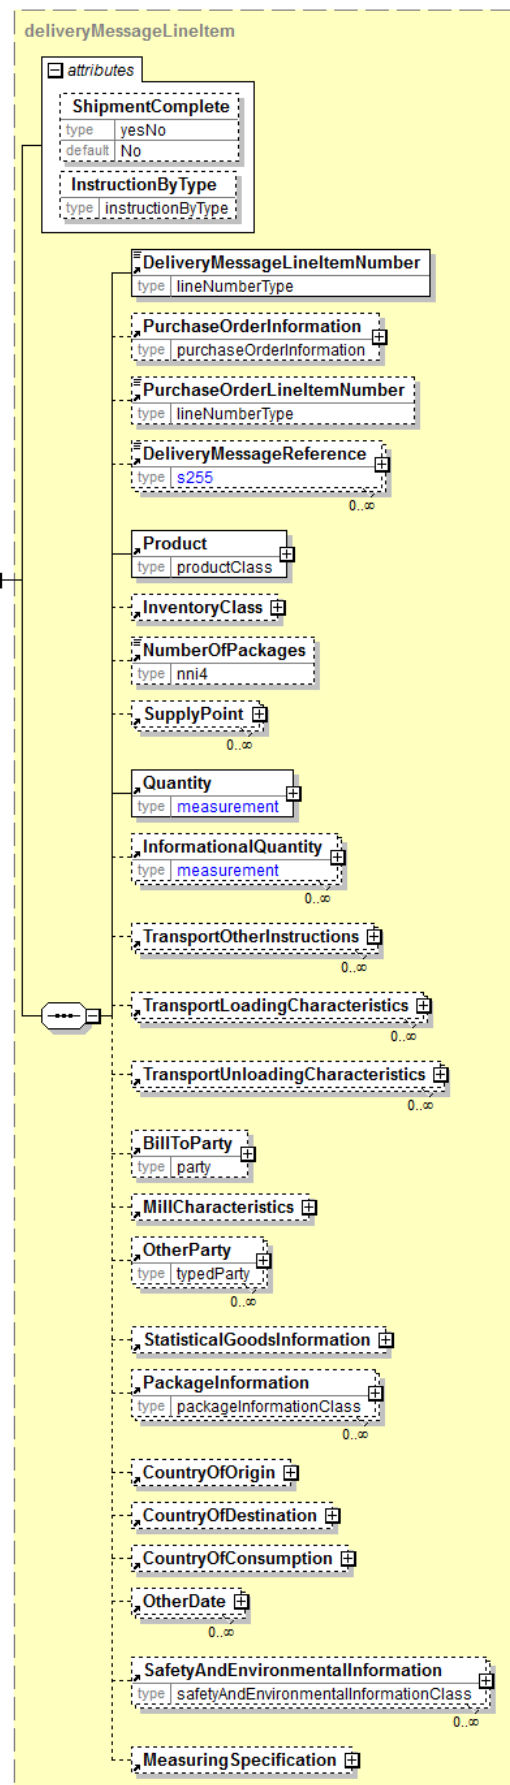 deliveryMessageLineItem
attributes
ShipmentComplete
type yesNo
default No
InstructionByType
type instructionByType
DeliveryMessageLineItemNumber
type lineNumberType
PurchaseOrderInformation
type purchaseOrderInformation
PurchaseOrderLineItemNumber
type lineNumberType
DeliveryMessageReference
type s255
0..∞
Product
type productClass
InventoryClass
NumberOfPackages
type nni4
SupplyPoint
0..∞
Quantity
type measurement
InformationalQuantity
type measurement
0..∞
TransportOtherInstructions
0..∞
TransportLoadingCharacteristics
0..∞
TransportUnloadingCharacteristics
0..∞
BillToParty
type party
MillCharacteristics
OtherParty
type typedParty
0..∞
StatisticalGoodsInformation
PackageInformation
type packageInformationClass
0..∞
CountryOfOrigin
CountryOfDestination
CountryOfConsumption
OtherDate
0..∞
SafetyAndEnvironmentalInformation
type safetyAndEnvironmentalInformationClass
0..∞
MeasuringSpecification